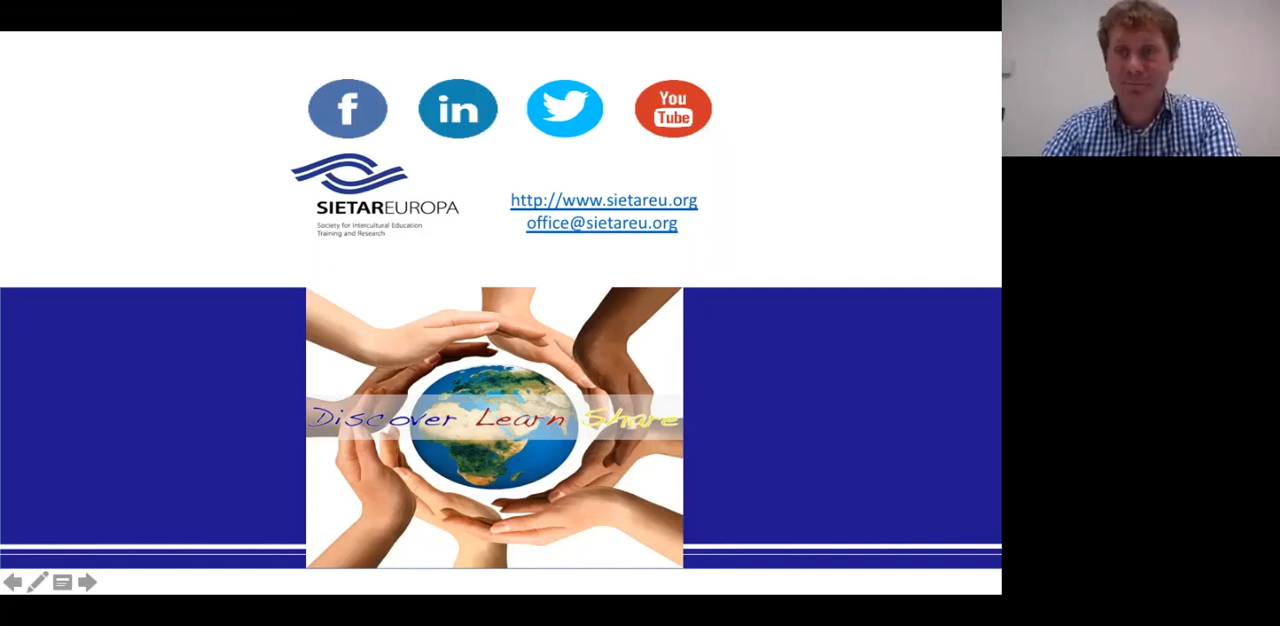 f
in
You
Tube
SIETAREUROPA
Society for Intercultural Education
Training and Research
http://www.sietareu.org
office@sietareu.org
Discover Learn Share